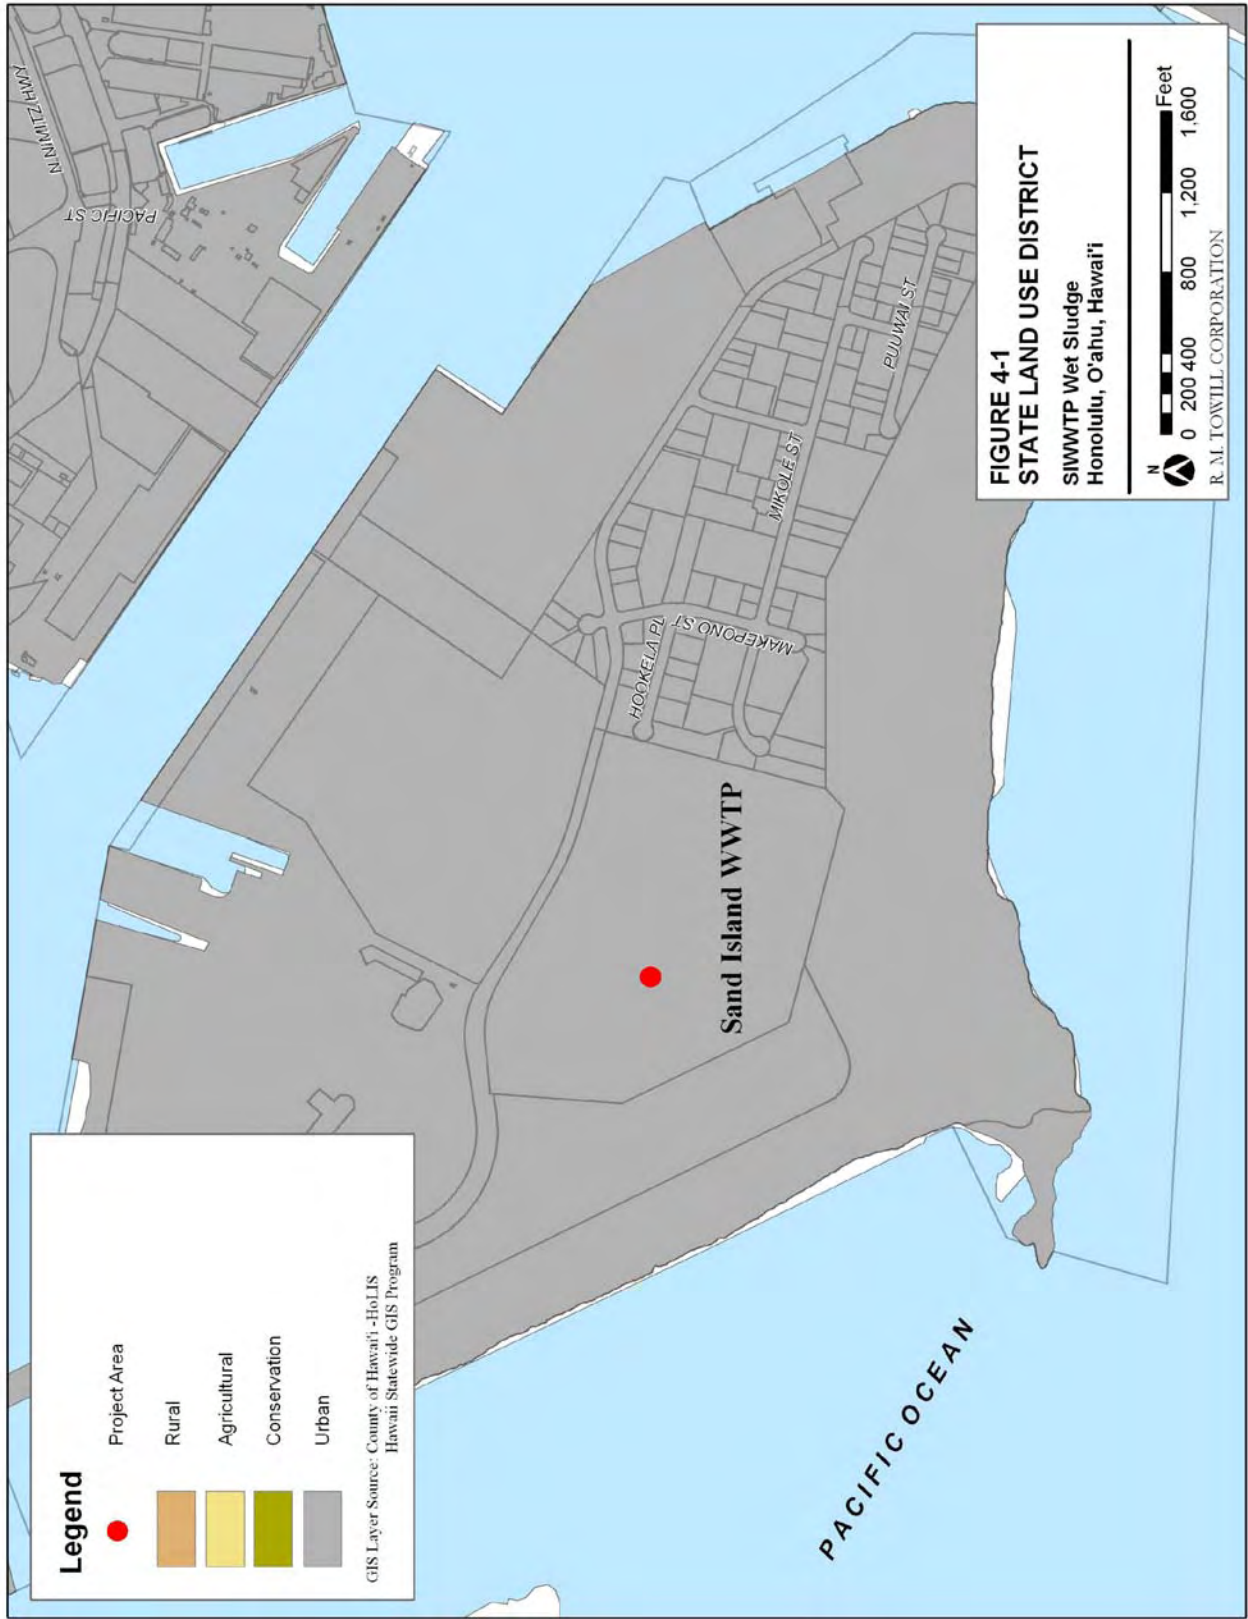 Legend
Project Area
Rural
Agricultural
Conservation
Urban
GIS Layer Source: County of Hawai'i -HoLIS
Hawaii Statewide GIS Program
N NIMITZ HWY
PACIFIC ST
HOOKELA PL
MAKEPONO ST
MIKOLE ST
PUUWAI ST
Sand Island WWTP
PACIFIC OCEAN
FIGURE 4-1
STATE LAND USE DISTRICT
SIWWTP Wet Sludge
Honolulu, O'ahu, Hawai'i
N
Feet
0 200 400 800 1,200 1,600
R. M. TOWILL CORPORATION